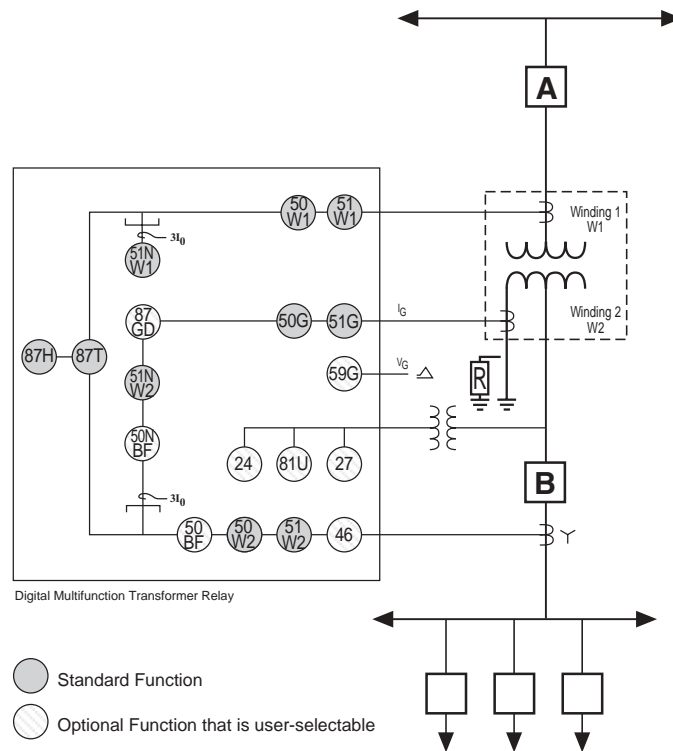 A
50
W1
51
W1
Winding 1
W1
3I0
51N
W1
Winding 2
W2
87
GD
50G
51G
IG
87H
87T
59G
VG
R
51N
W2
50N
BF
24
81U
27
B
3I0
50
BF
50
W2
51
W2
46
Digital Multifunction Transformer Relay
Standard Function
Optional Function that is user-selectable